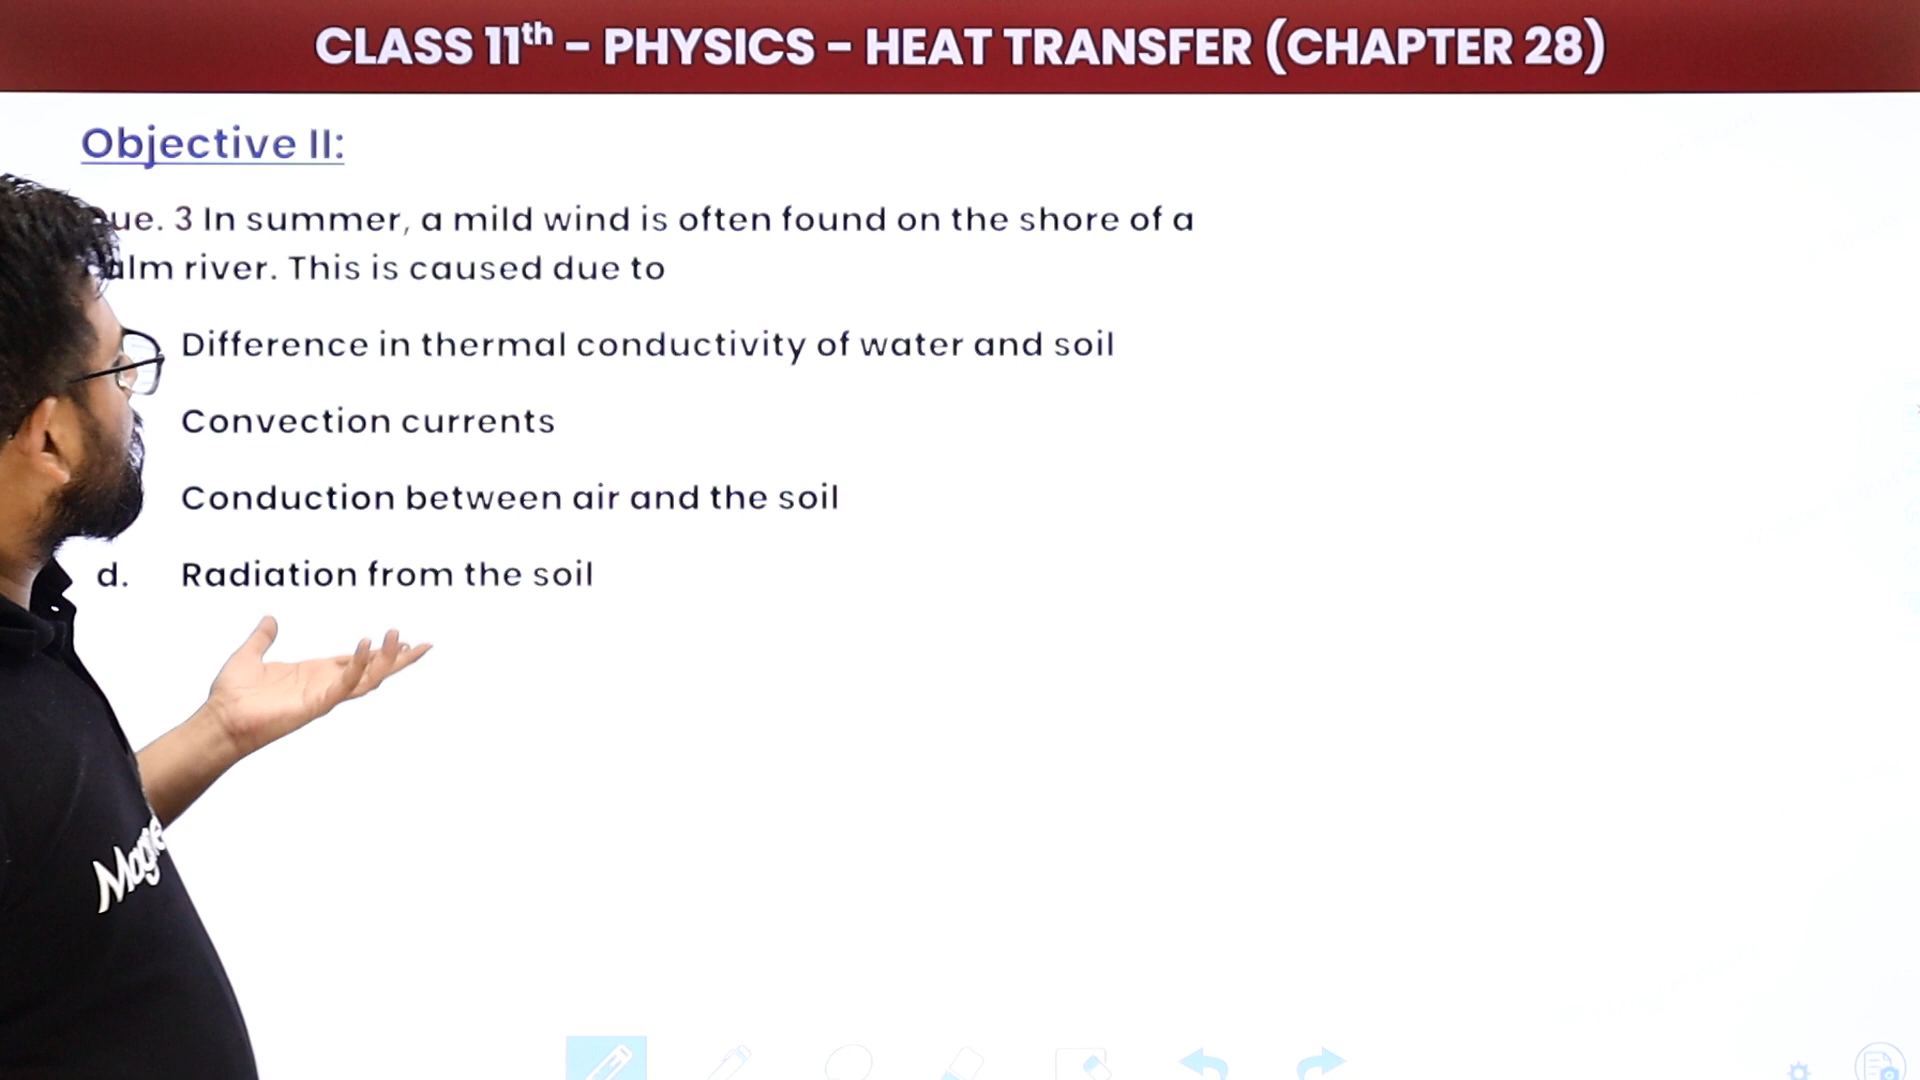 CLASS 11th – PHYSICS – HEAT TRANSFER (CHAPTER 28)
Objective II:
3 In summer, a mild wind is often found on the shore of a
river. This is caused due to
Difference in thermal conductivity of water and soil
Convection currents
Conduction between air and the soil
d. Radiation from the soil